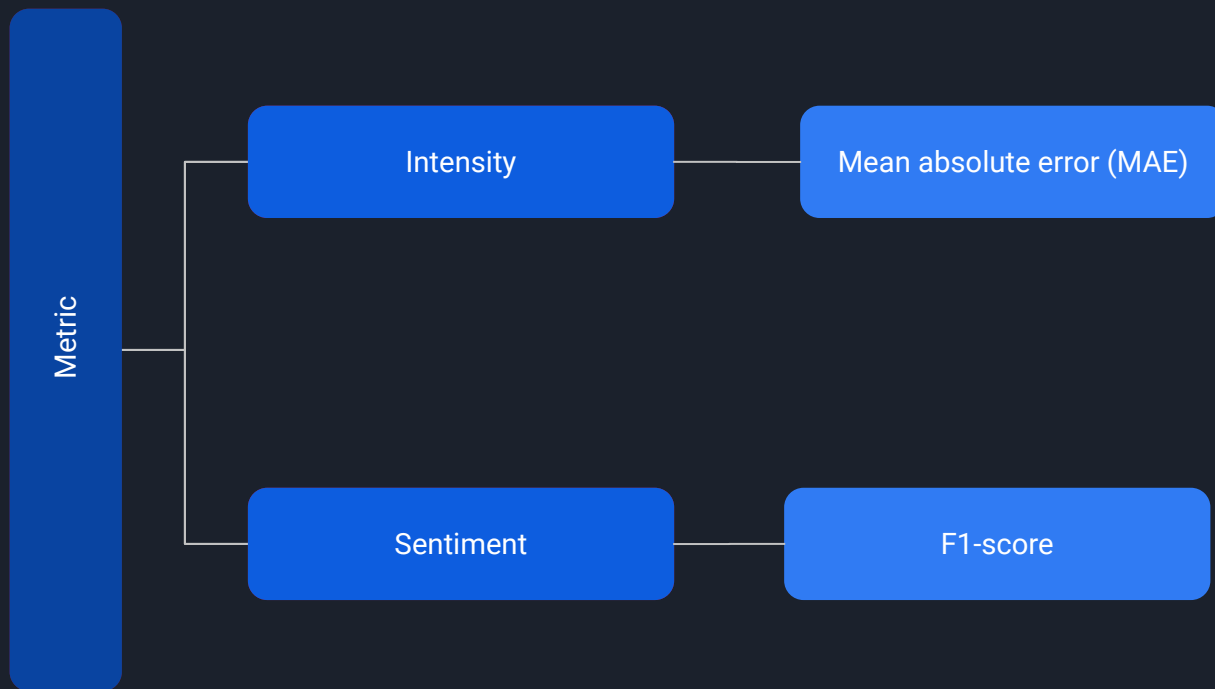 Metric
Intensity
Mean absolute error (MAE)
Sentiment
F1-score